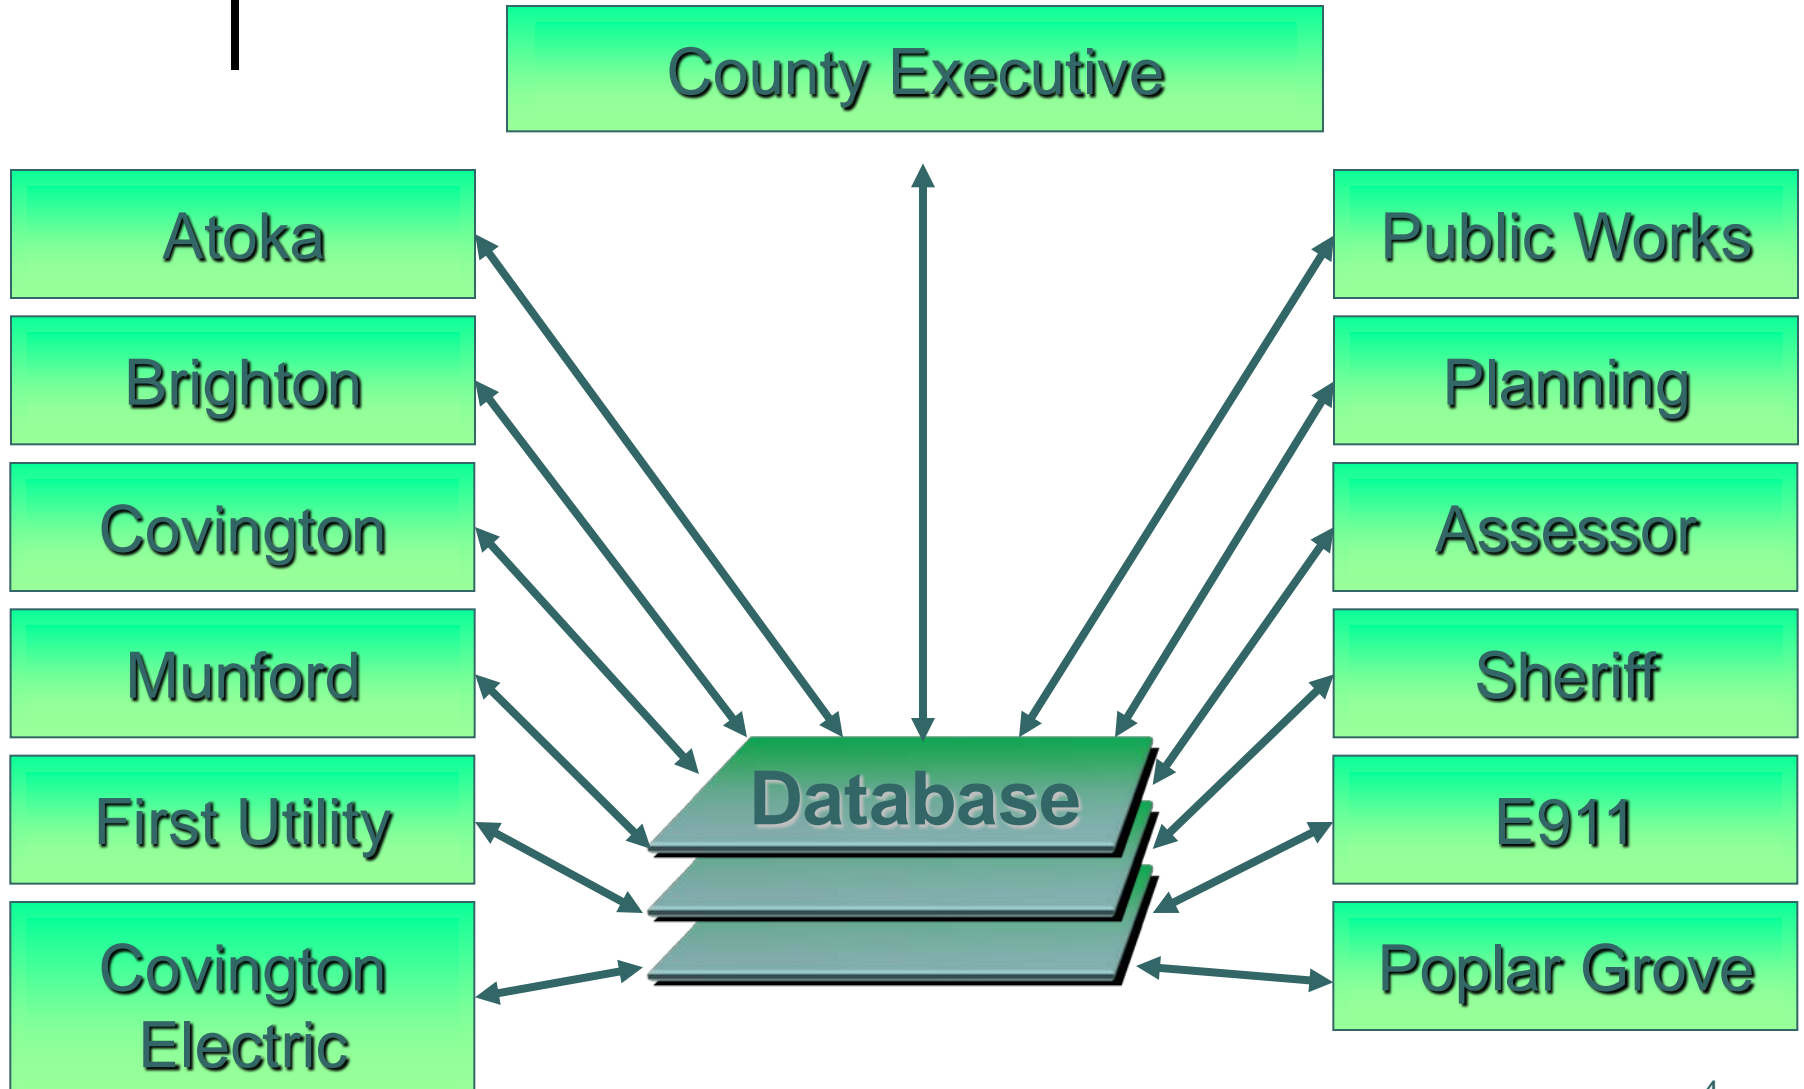 County Executive
Atoka
Brighton
Covington
Munford
First Utility
Covington
Electric
Public Works
Planning
Assessor
Sheriff
E911
Poplar Grove
Database
4